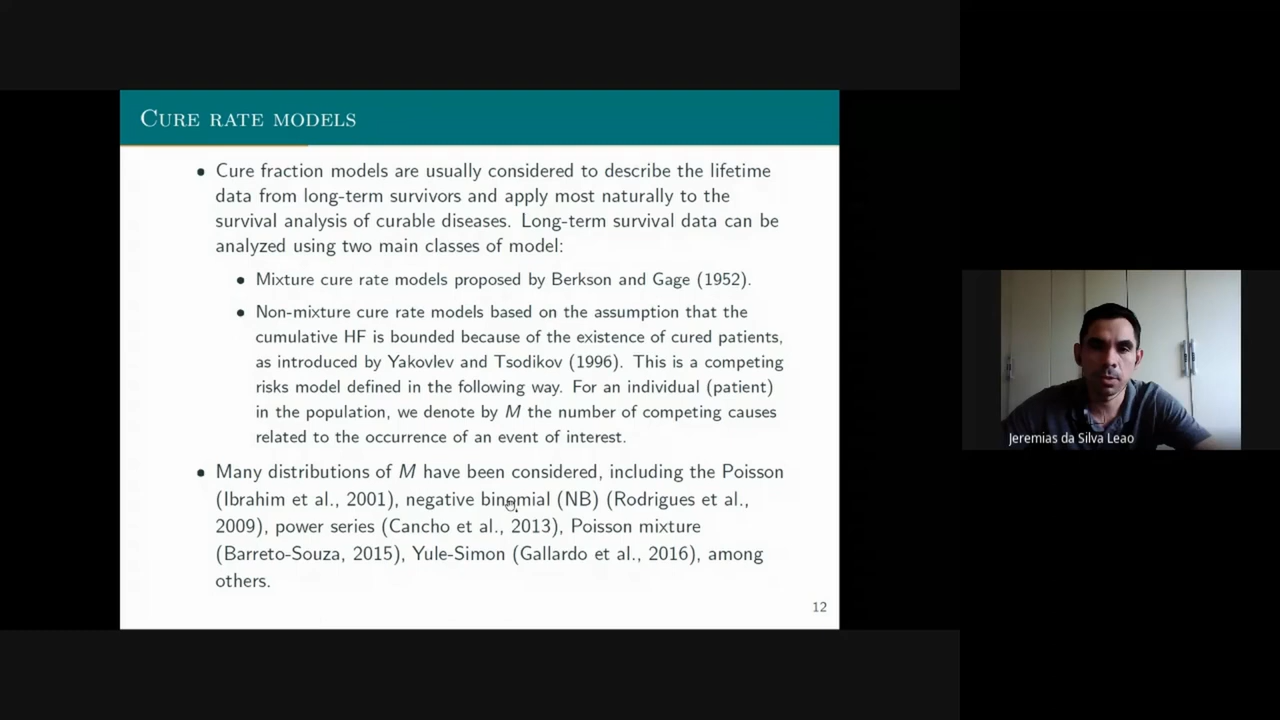 Cure rate models
• Cure fraction models are usually considered to describe the lifetime
data from long-term survivors and apply most naturally to the
survival analysis of curable diseases. Long-term survival data can be
analyzed using two main classes of model:
• Mixture cure rate models proposed by Berkson and Gage (1952).
• Non-mixture cure rate models based on the assumption that the
cumulative HF is bounded because of the existence of cured patients,
as introduced by Yakovlev and Tsodikov (1996). This is a competing
risks model defined in the following way. For an individual (patient)
in the population, we denote by M the number of competing causes
related to the occurrence of an event of interest.
• Many distributions of M have been considered, including the Poisson
(Ibrahim et al., 2001), negative binomial (NB) (Rodrigues et al.,
2009), power series (Cancho et al., 2013), Poisson mixture
(Barreto-Souza, 2015), Yule-Simon (Gallardo et al., 2016), among
others.
12
Jeremias da Silva Leao